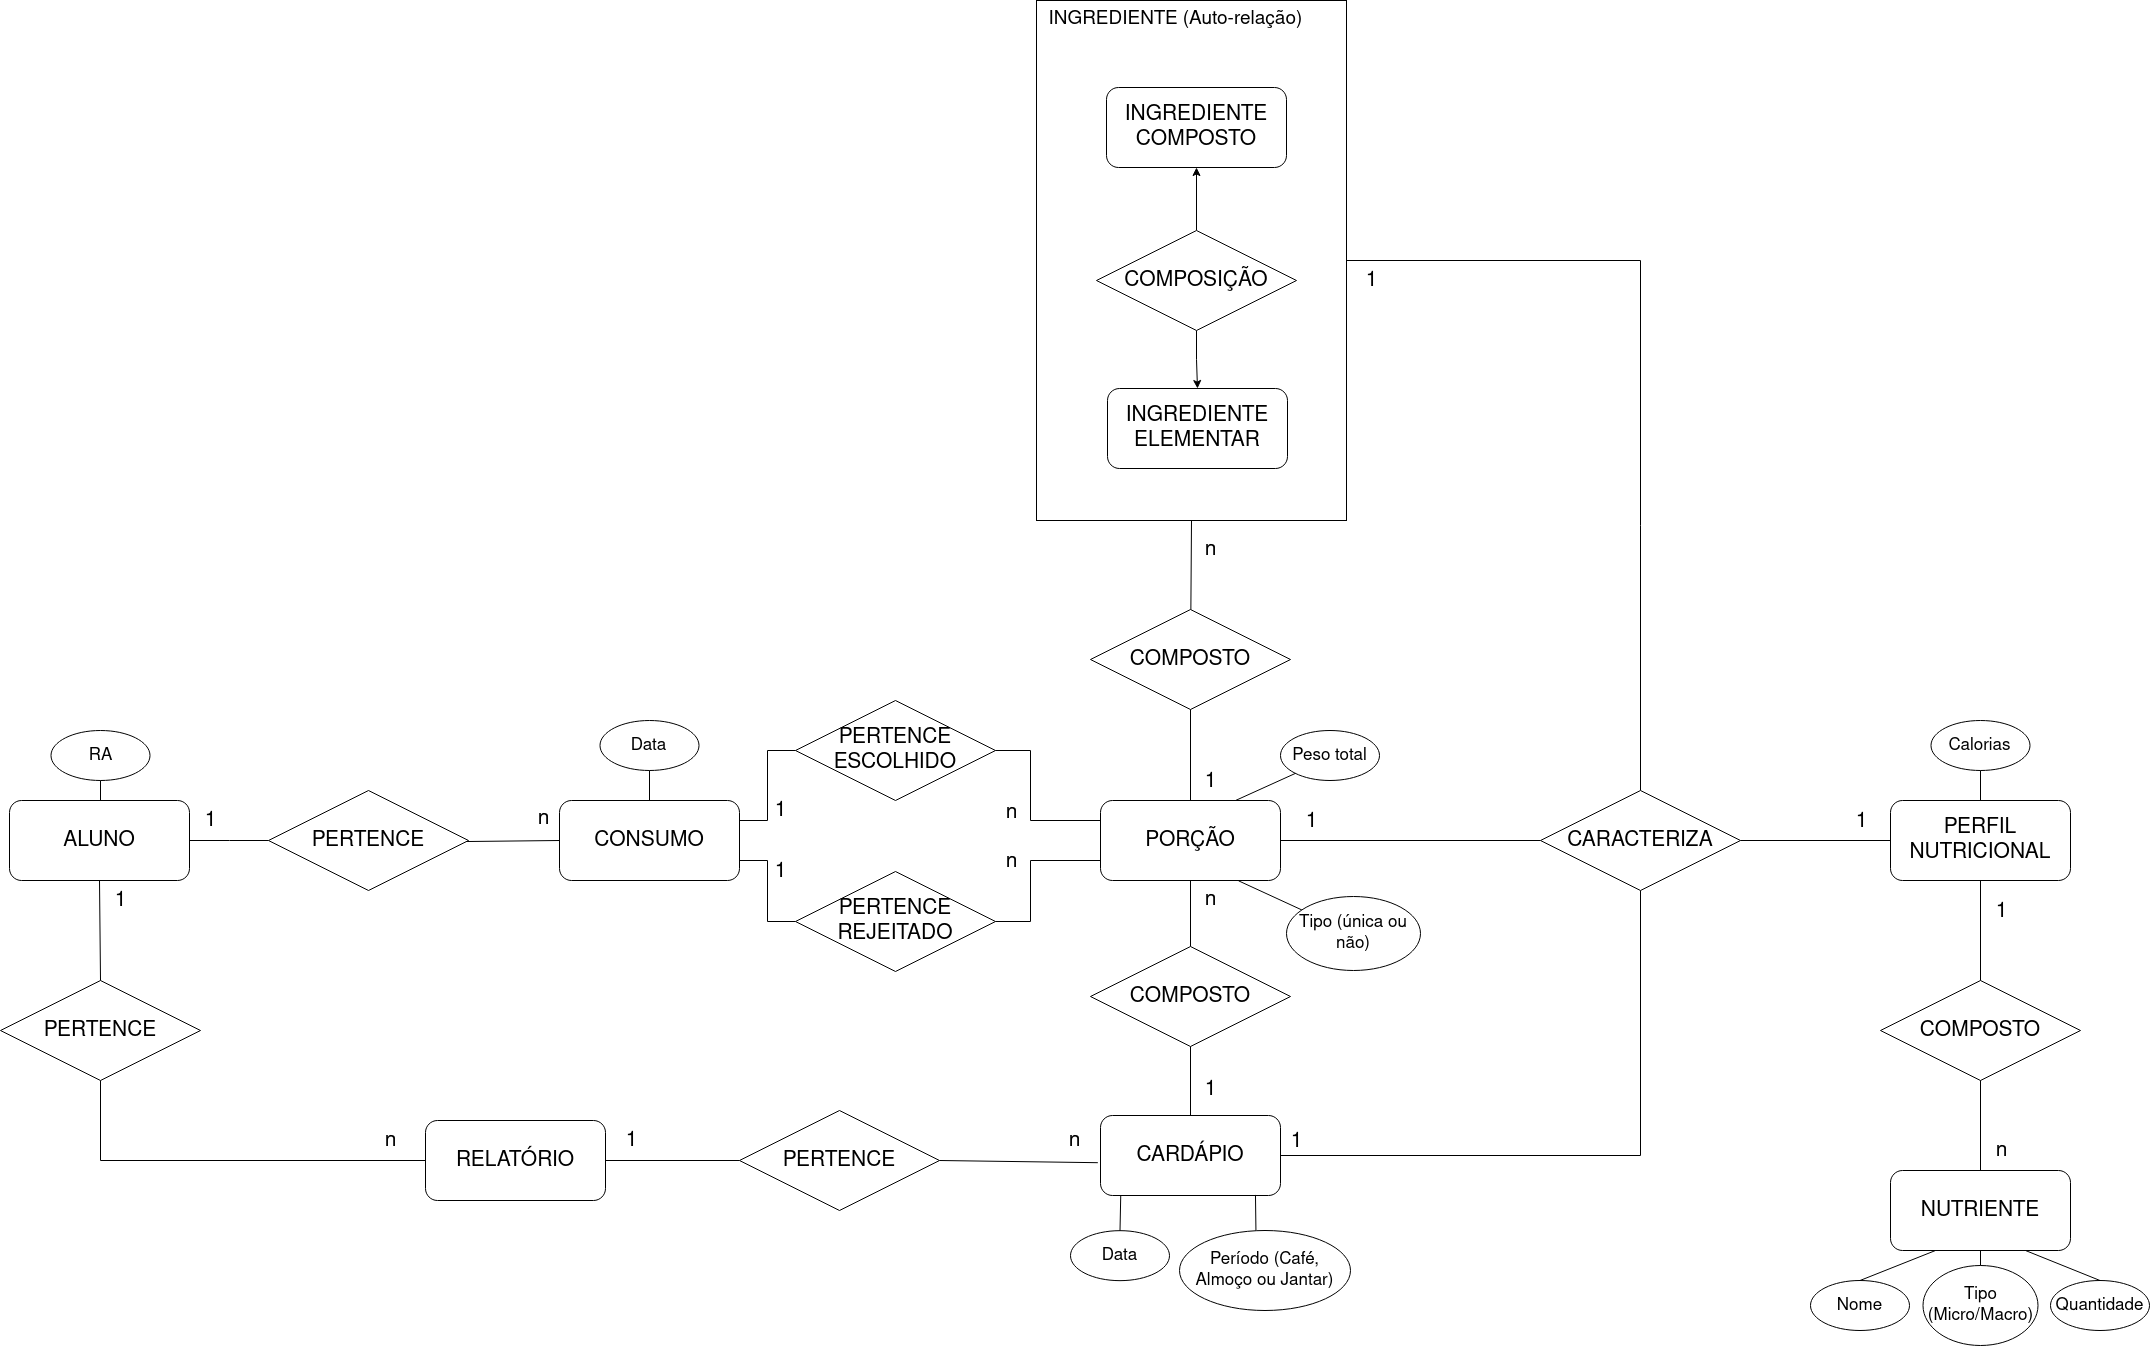 INGREDIENTE (Auto-relação)
INGREDIENTE
COMPOSTO
COMPOSIÇÃO
1
INGREDIENTE
ELEMENTAR
n
COMPOSTO
1
PERTENCE
ESCOLHIDO
RA
Data
Peso total
Calorias
ALUNO
1
PERTENCE
n
CONSUMO
1
n
PORÇÃO
1
CARACTERIZA
1
PERFIL
NUTRICIONAL
1
n
PERTENCE
REJEITADO
1
n
Tipo (única ou
não)
1
COMPOSTO
PERTENCE
COMPOSTO
1
n
RELATÓRIO
1
PERTENCE
n
CARDÁPIO
1
n
NUTRIENTE
Data
Período (Café,
Almoço ou Jantar)
Nome
Tipo
(Micro/Macro)
Quantidade